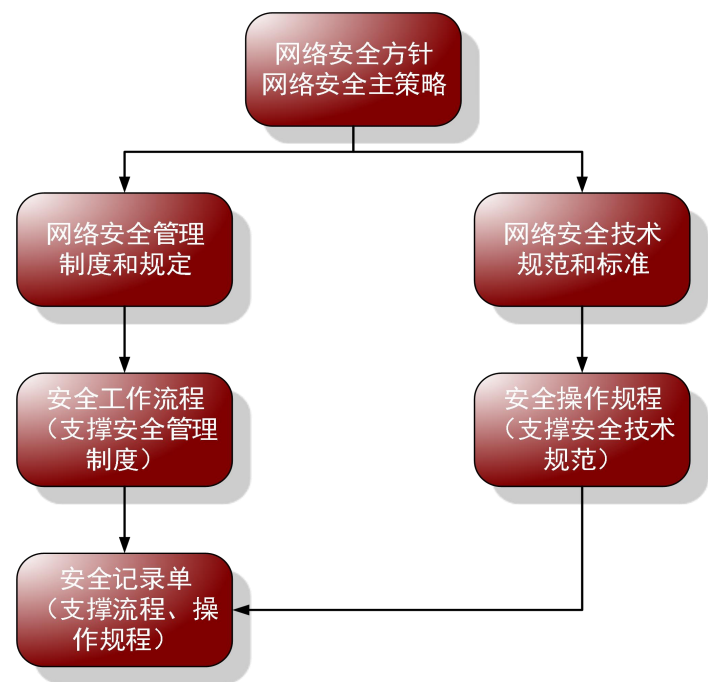 网络安全方针
网络安全主策略
网络安全管理
制度和规定
网络安全技术
规范和标准
安全工作流程
（支撑安全管理
制度）
安全操作规程
（支撑安全技术
规范）
安全记录单
（支撑流程、操
作规程）